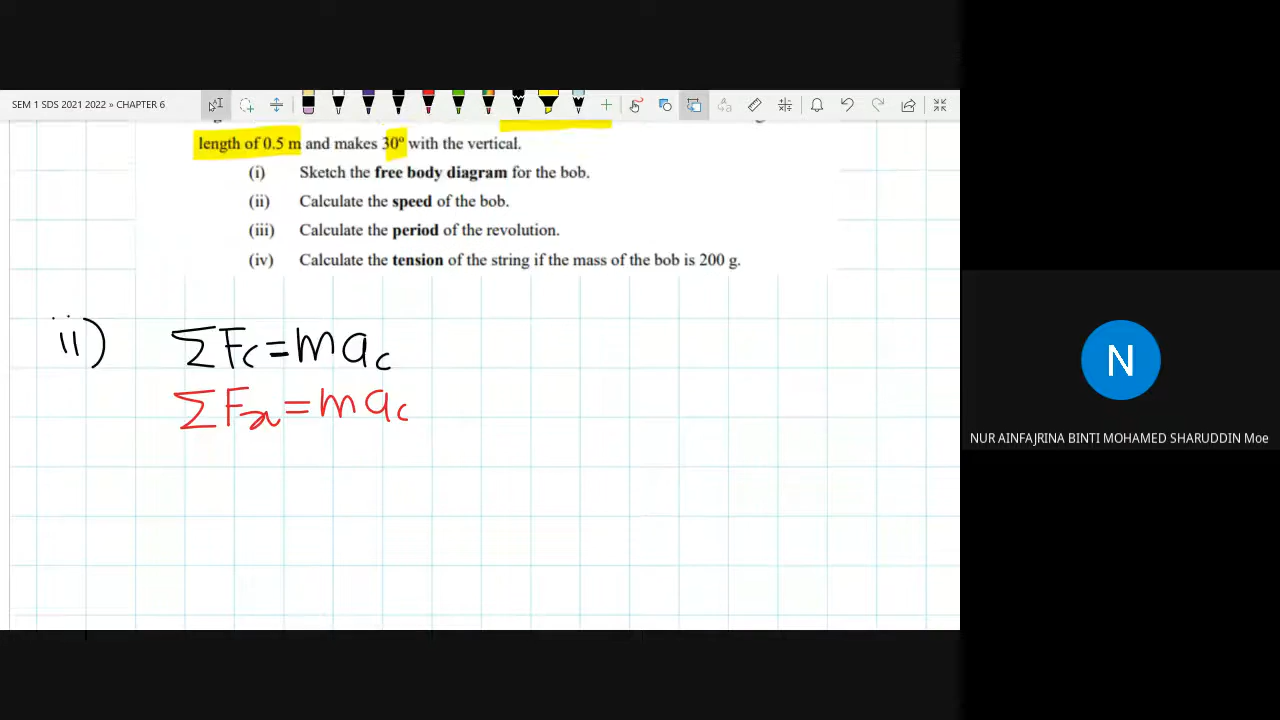 SEM 1 SDS 2021 2022 » CHAPTER 6
length of 0.5 m and makes 30° with the vertical.
(i) Sketch the free body diagram for the bob.
(ii) Calculate the speed of the bob.
(iii) Calculate the period of the revolution.
(iv) Calculate the tension of the string if the mass of the bob is 200 g.
ii) ΣFc = mac
ΣFx = mac
N
NUR AINFAJRINA BINTI MOHAMED SHARUDDIN Moe